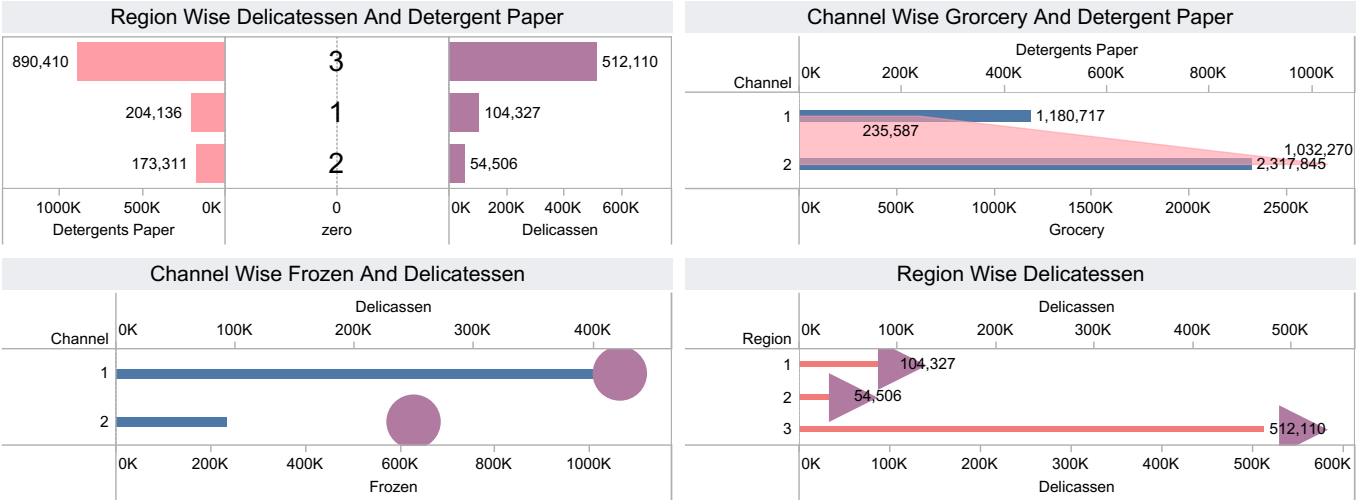 Region Wise Delicatessen And Detergent Paper
890,410 3 512,110
204,136 1 104,327
173,311 2 54,506
1000K 500K 0K 0 0K 200K 400K 600K
Detergents Paper zero Delicassen
Channel Wise Grorcery And Detergent Paper
Detergents Paper
Channel 0K 200K 400K 600K 800K 1000K
1 1,180,717
235,587
1,032,270
2 2,317,845
0K 500K 1000K 1500K 2000K 2500K
Grocery
Channel Wise Frozen And Delicatessen
Delicassen
Channel 0K 100K 200K 300K 400K
1
2
0K 200K 400K 600K 800K 1000K
Frozen
Region Wise Delicatessen
Delicassen
Region 0K 100K 200K 300K 400K 500K
1 104,327
2 54,506
3 512,110
0K 100K 200K 300K 400K 500K 600K
Delicassen